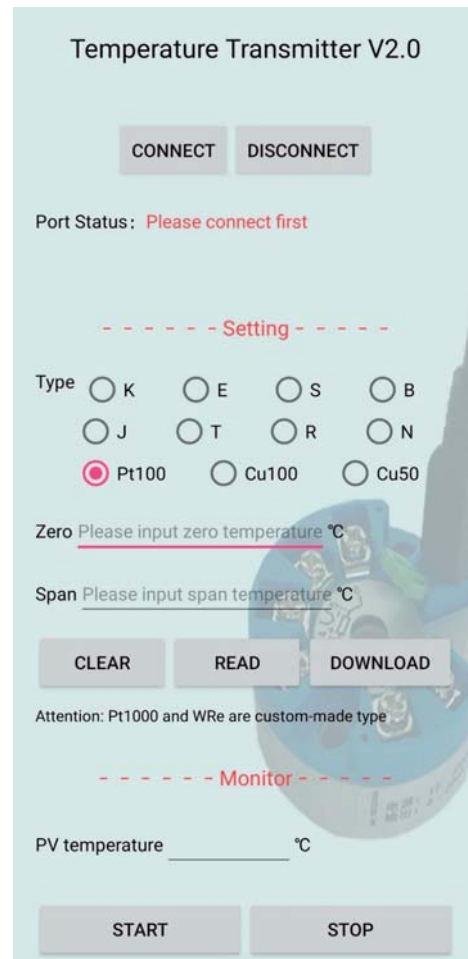 Temperature Transmitter V2.0
CONNECT DISCONNECT
Port Status: Please connect first
- - - - - - Setting - - - - -
Type K E S B
J T R N
Pt100 Cu100 Cu50
Zero Please input zero temperature ℃
Span Please input span temperature ℃
CLEAR READ DOWNLOAD
Attention: Pt1000 and WRe are custom-made type
- - - - - - Monitor - - - - -
PV temperature ℃
START STOP